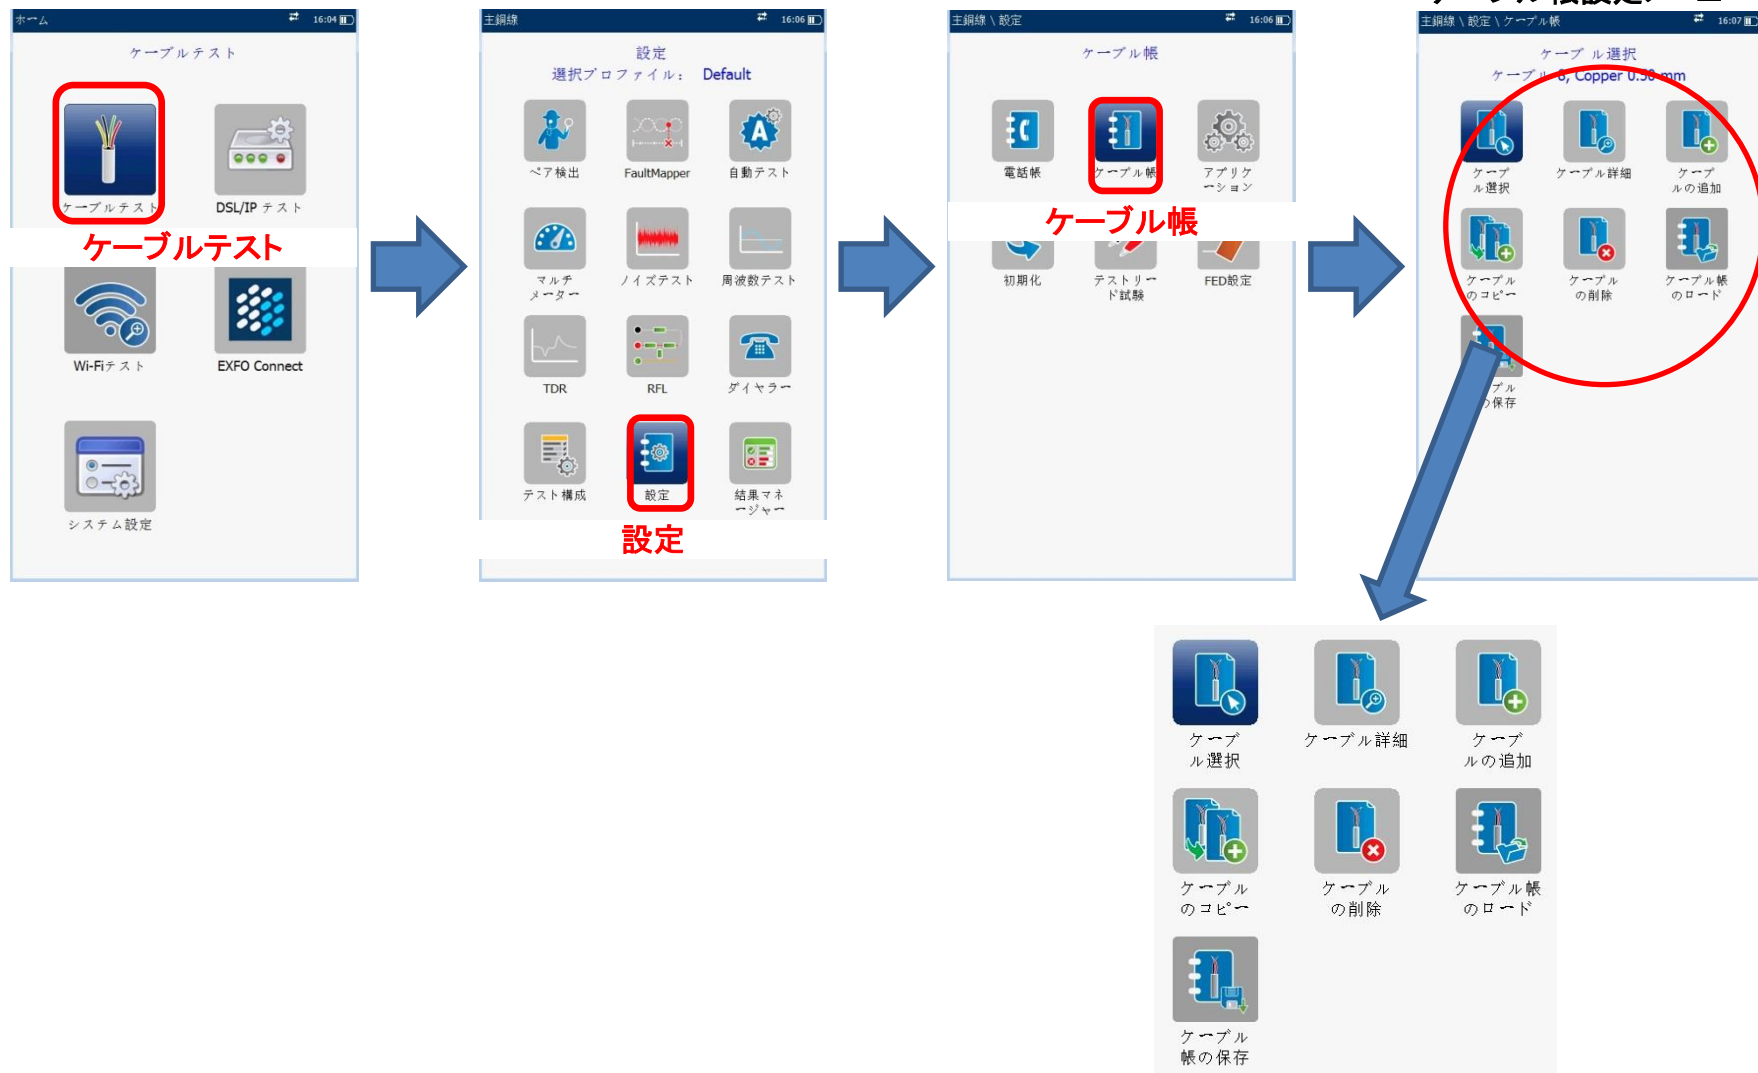 ホーム 16:04
ケーブルテスト
ケーブルテスト
DSL/IP テスト
ケーブルテスト
Wi-Fiテスト
EXFO Connect
システム設定
主銅線 16:06
設定
選択プロファイル： Default
ペア検出
FaultMapper
自動テスト
マルチ
メーター
ノイズテスト
周波数テスト
TDR
RFL
ダイヤラー
テスト構成
設定
結果マネ
ージャー
設定
主銅線 \ 設定 16:06
ケーブル帳
電話帳
ケーブル帳
アプリケ
ーション
ケーブル帳
初期化
テストリー
ド試験
FED設定
主銅線 \ 設定 \ ケーブル帳 16:07
ケーブル選択
ケーブル 8, Copper 0.50 mm
ケーブ
ル選択
ケーブル詳細
ケーブ
ルの追加
ケーブル
のコピー
ケーブル
の削除
ケーブル帳
のロード
ブル
の保存
ケーブ
ル選択
ケーブル詳細
ケーブ
ルの追加
ケーブル
のコピー
ケーブル
の削除
ケーブル帳
のロード
ケーブル
帳の保存